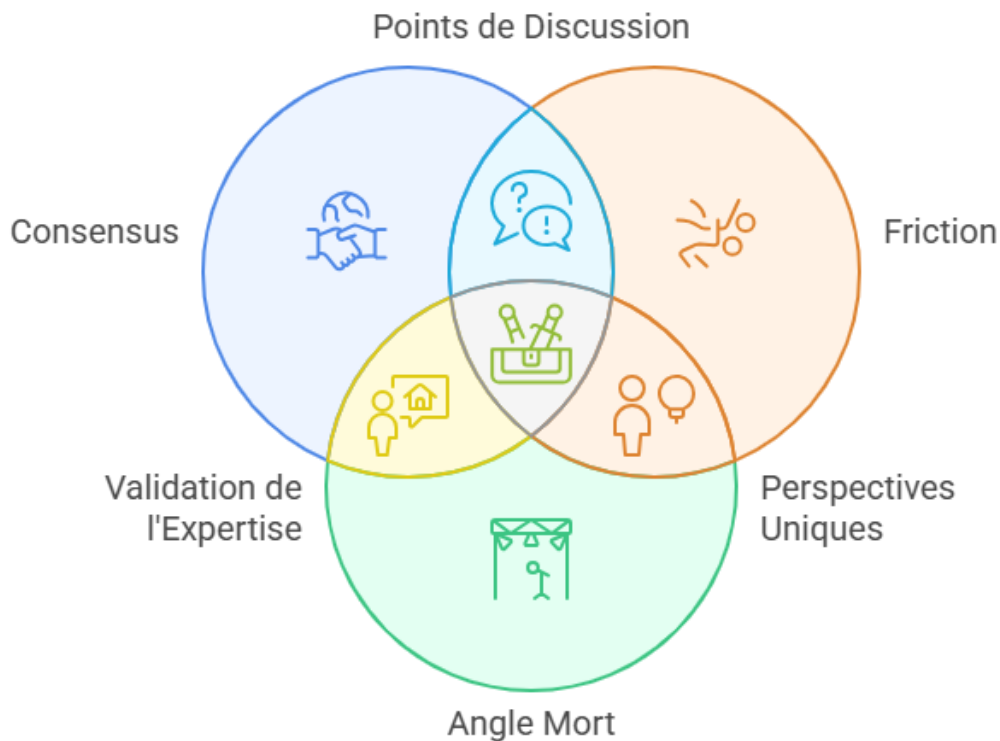 Points de Discussion
Consensus
Friction
Validation de
l'Expertise
Perspectives
Uniques
Angle Mort